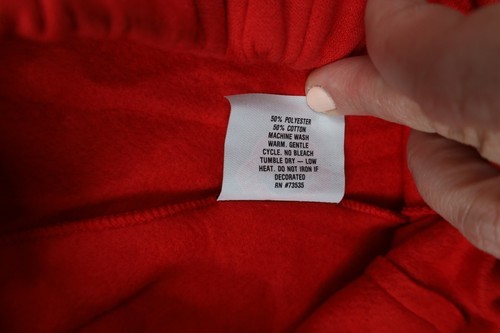 50% POLYESTER
50% COTTON
MACHINE WASH
WARM. GENTLE
CYCLE. NO BLEACH
TUMBLE DRY — LOW
HEAT. DO NOT IRON IF
DECORATED
RN #73535